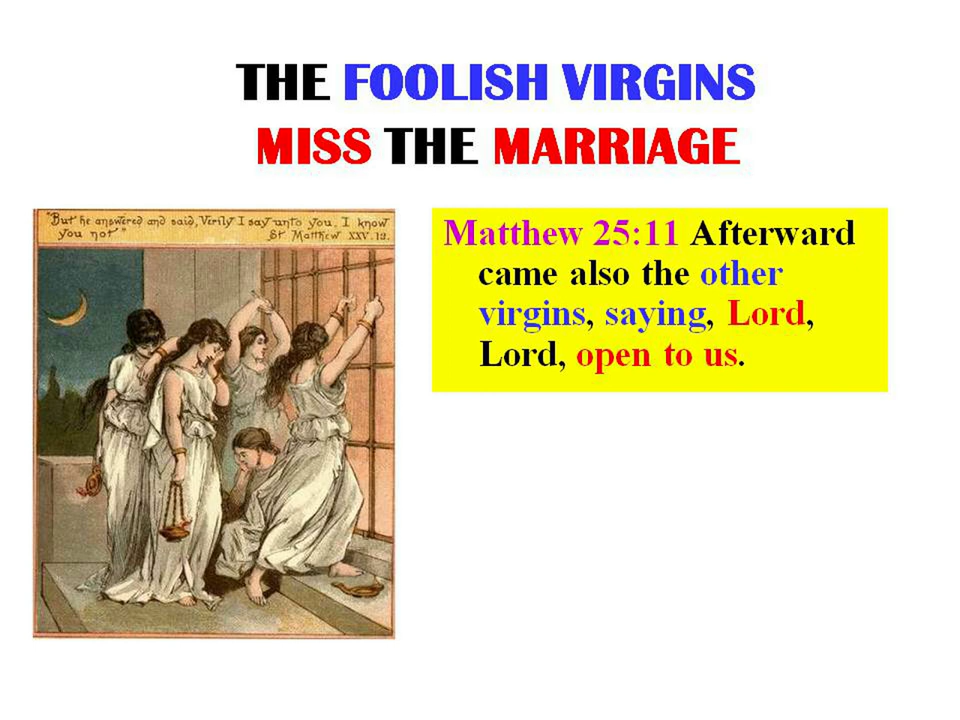 THE FOOLISH VIRGINS
MISS THE MARRIAGE
"But he answered and said, Verily I say unto you, I know
you not." St. Matthew XXV. 12.
Matthew 25:11 Afterward
came also the other
virgins, saying, Lord,
Lord, open to us.